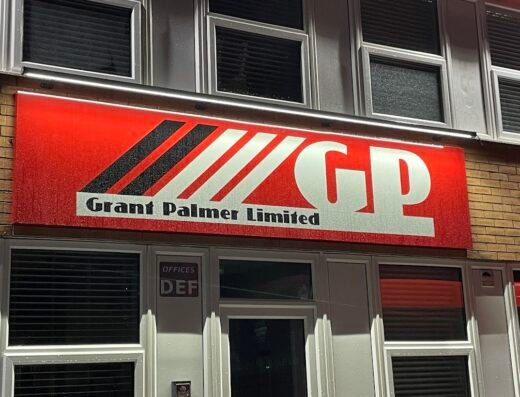 GP
Grant Palmer Limited
OFFICES
DEF